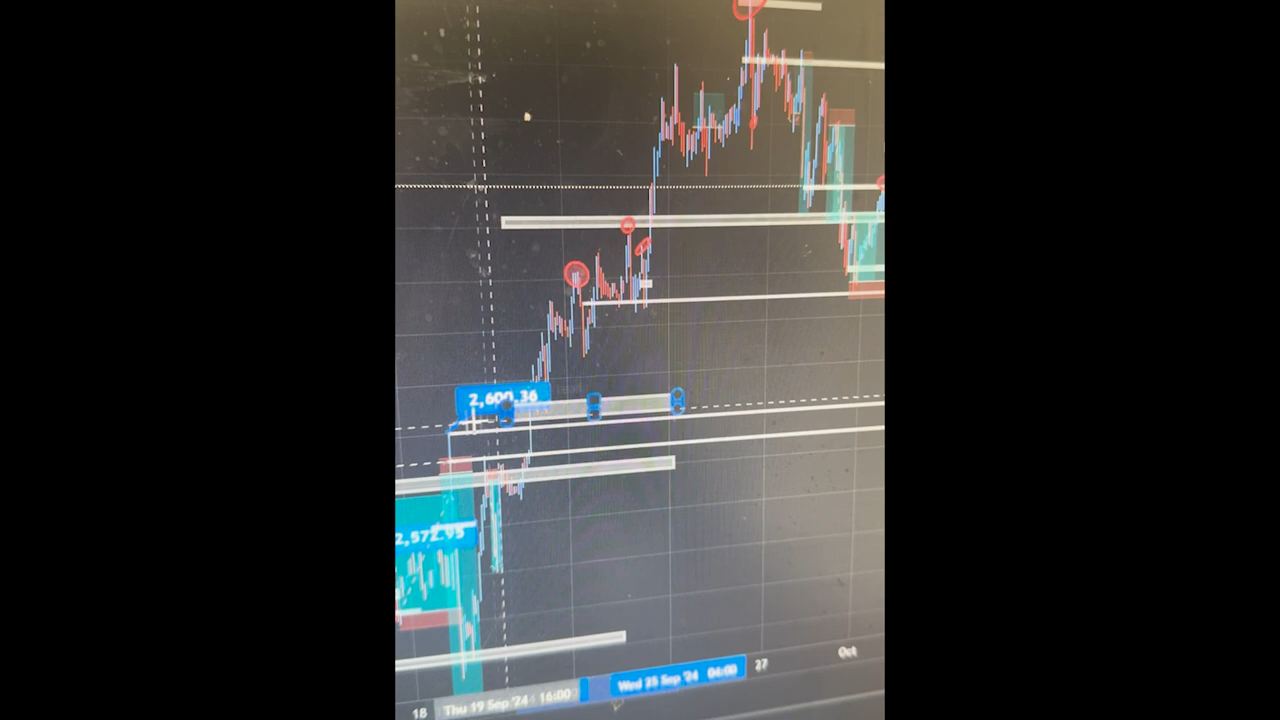 2,600.36
2,572.95
27
Oct
18
Thu 19 Sep '24 16:00
Wed 25 Sep '24 04:00